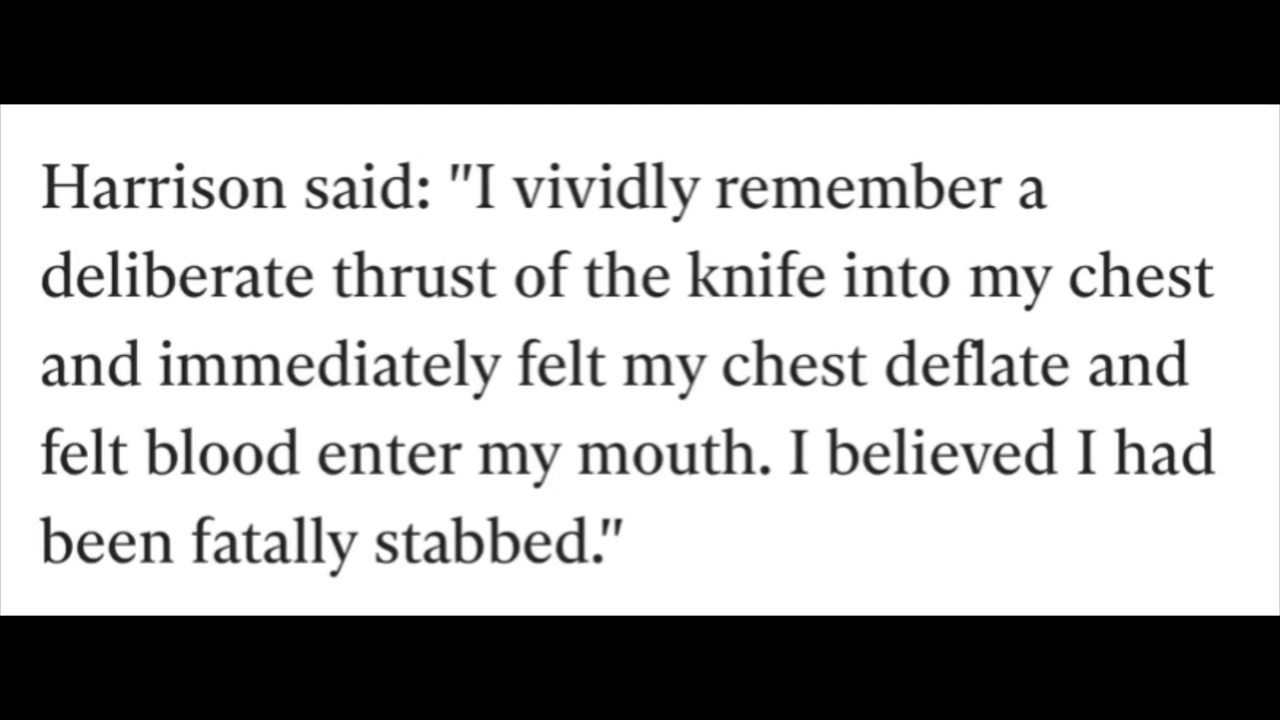 Harrison said: "I vividly remember a
deliberate thrust of the knife into my chest
and immediately felt my chest deflate and
felt blood enter my mouth. I believed I had
been fatally stabbed."